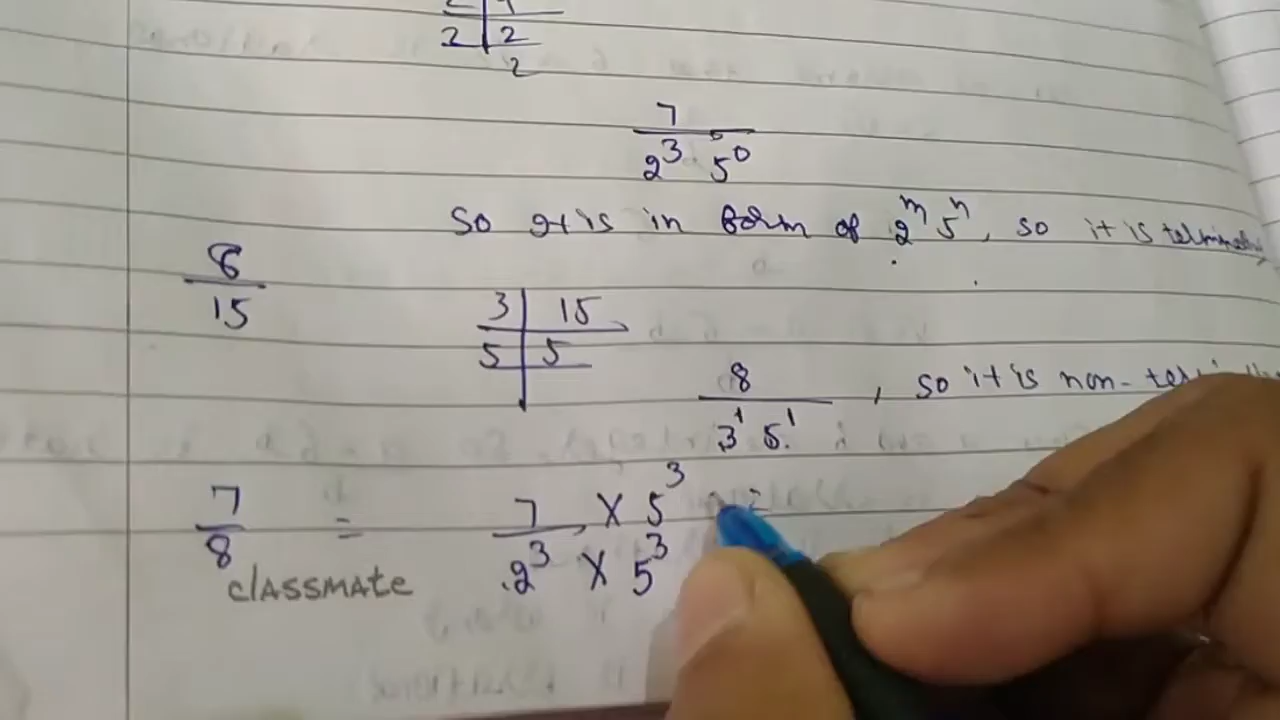 2 | 2
2
7
2³ 5⁰
So It is in form of 2ᵐ 5ⁿ, so it is
8
15
3 | 15
5 | 5
8
3¹ 5¹
, so it is non-
7/8 = 7 × 5³ / 2³ × 5³ =
classmate